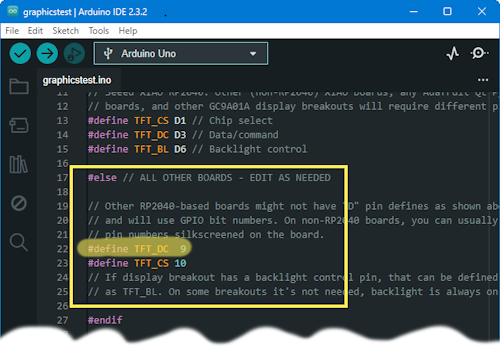 graphicstest | Arduino IDE 2.3.2
File Edit Sketch Tools Help
Arduino Uno
graphicstest.ino
11 // Seeed XIAO RP2040. Other (non-RP2040) XIAO boards, any Adafruit Qt P
12 // boards, and other GC9A01A display breakouts will require different p
13 #define TFT_CS D1 // Chip select
14 #define TFT_DC D3 // Data/command
15 #define TFT_BL D6 // Backlight control
16
17 #else // ALL OTHER BOARDS - EDIT AS NEEDED
18
19 // Other RP2040-based boards might not have "D" pin defines as shown abo
20 // and will use GPIO bit numbers. On non-RP2040 boards, you can usually
21 // pin numbers silkscreened on the board.
22 #define TFT_DC 9
23 #define TFT_CS 10
24 // If display breakout has a backlight control pin, that can be defined
25 // as TFT_BL. On some breakouts it's not needed, backlight is always on
26
27 #endif